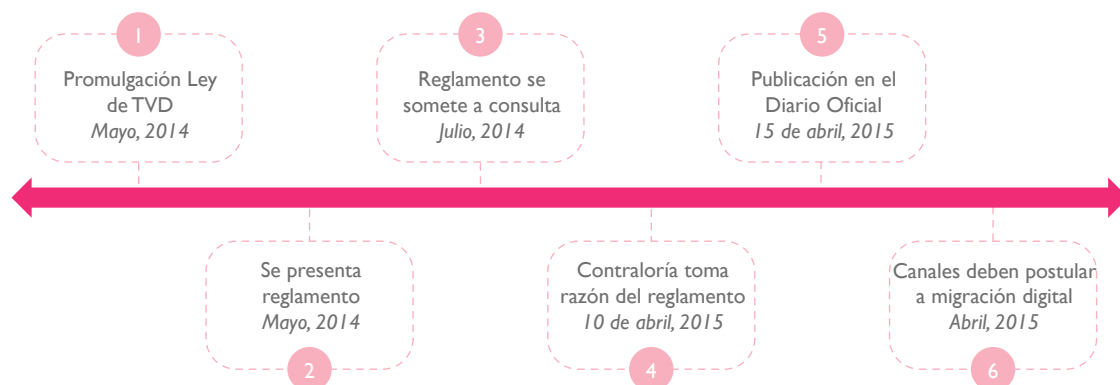 1
Promulgación Ley
de TVD
Mayo, 2014
2
Se presenta
reglamento
Mayo, 2014
3
Reglamento se
somete a consulta
Julio, 2014
4
Contraloría toma
razón del reglamento
10 de abril, 2015
5
Publicación en el
Diario Oficial
15 de abril, 2015
6
Canales deben postular
a migración digital
Abril, 2015